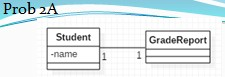 Prob 2A
Student
GradeReport
-name
1
1